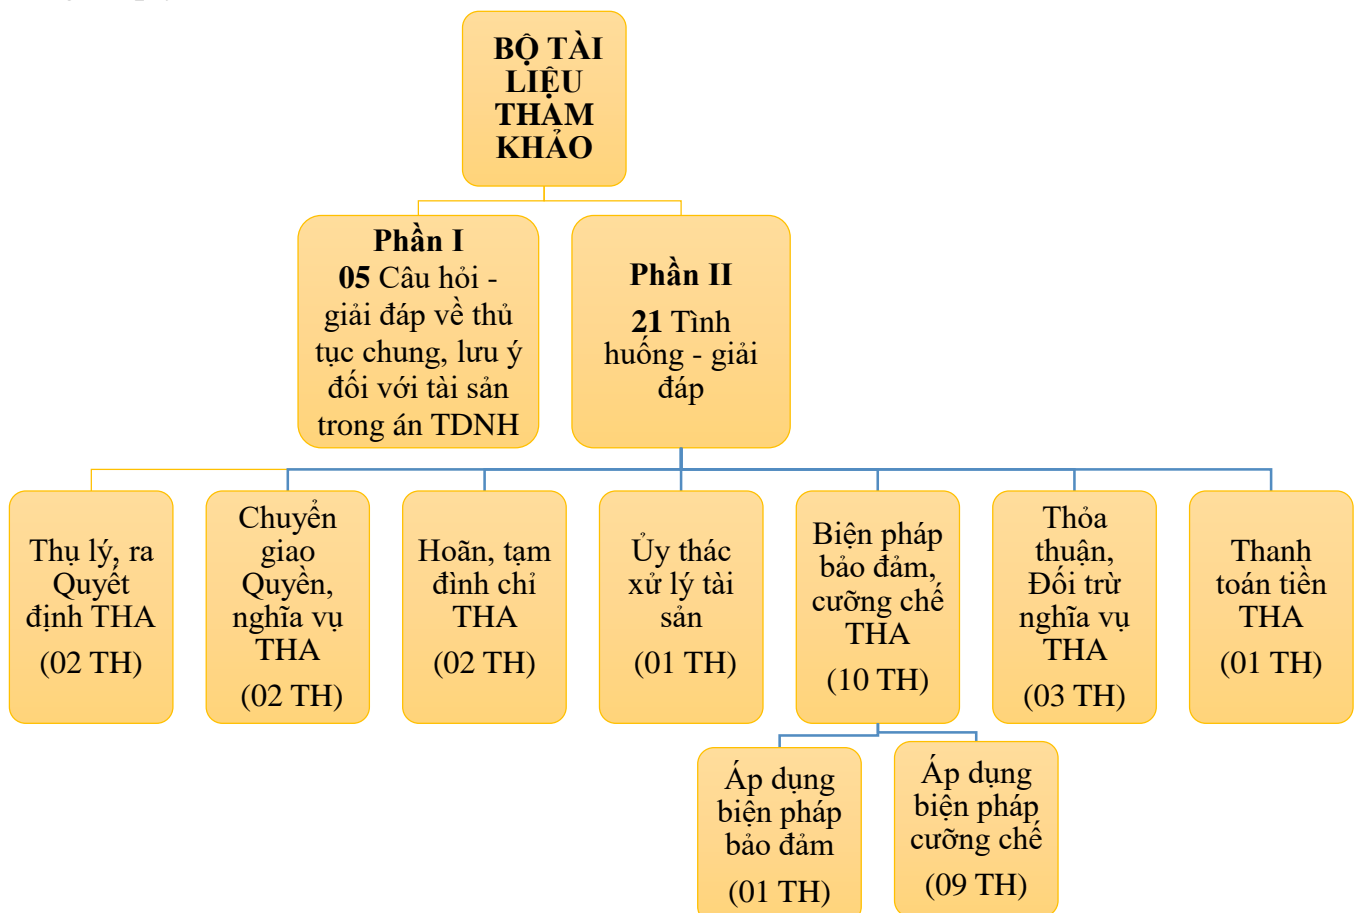 BỘ TÀI
LIỆU
THAM
KHẢO
Phần I
05 Câu hỏi -
giải đáp về thủ
tục chung, lưu ý
đối với tài sản
trong án TDNH
Phần II
21 Tình
huống - giải
đáp
Thụ lý, ra
Quyết
định THA
(02 TH)
Chuyển
giao
Quyền,
nghĩa vụ
THA
(02 TH)
Hoãn, tạm
đình chỉ
THA
(02 TH)
Ủy thác
xử lý tài
sản
(01 TH)
Biện pháp
bảo đảm,
cưỡng chế
THA
(10 TH)
Thỏa
thuận,
Đối trừ
nghĩa vụ
THA
(03 TH)
Thanh
toán tiền
THA
(01 TH)
Áp dụng
biện pháp
bảo đảm
(01 TH)
Áp dụng
biện pháp
cưỡng chế
(09 TH)